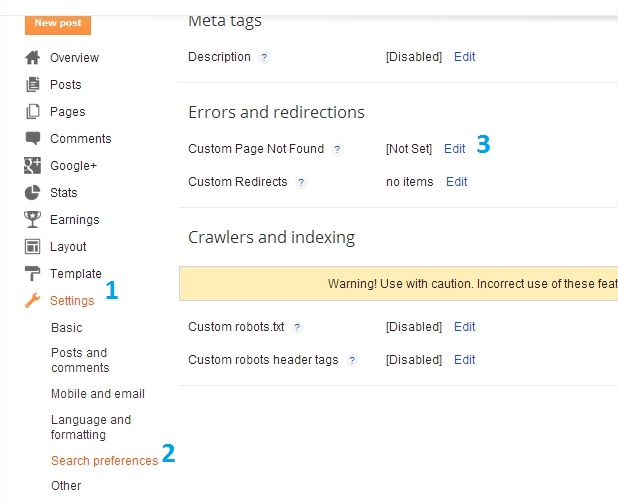 New post
Overview
Posts
Pages
Comments
Google+
Stats
Earnings
Layout
Template
Settings 1
Basic
Posts and
comments
Mobile and email
Language and
formatting
Search preferences 2
Other
Meta tags
Description ? [Disabled] Edit
Errors and redirections
Custom Page Not Found ? [Not Set] Edit 3
Custom Redirects ? no items Edit
Crawlers and indexing
Warning! Use with caution. Incorrect use of these feat
Custom robots.txt ? [Disabled] Edit
Custom robots header tags ? [Disabled] Edit